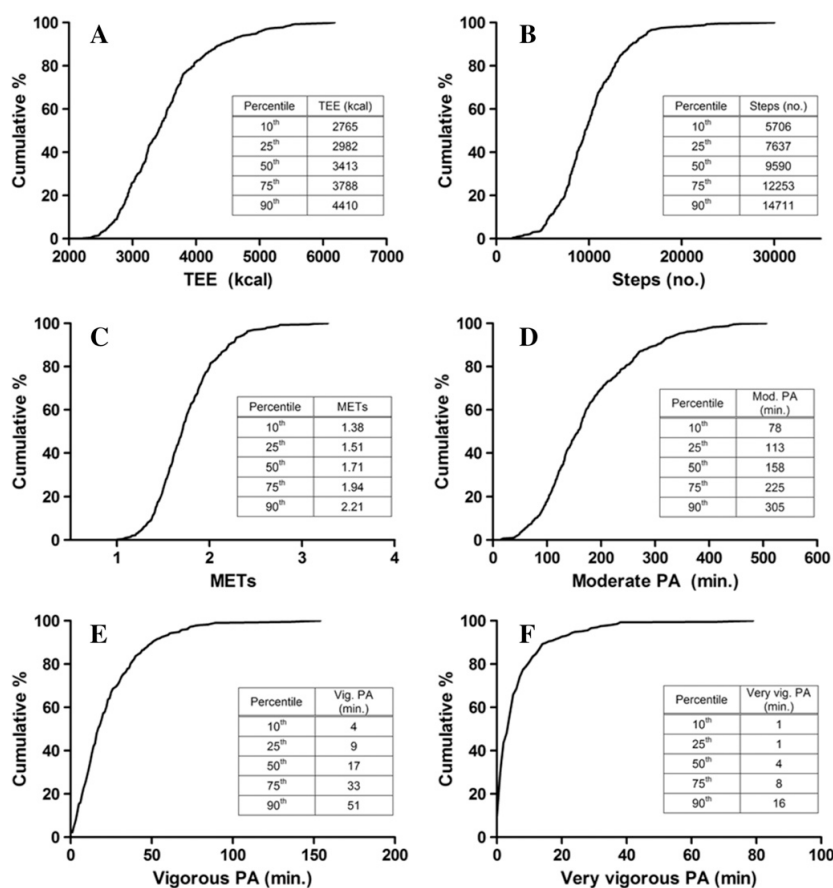 A
Cumulative %
100
80
60
40
20
0
2000 3000 4000 5000 6000 7000
TEE (kcal)
Percentile TEE (kcal)
10th 2765
25th 2982
50th 3413
75th 3788
90th 4410
B
Cumulative %
100
80
60
40
20
0
0 10000 20000 30000
Steps (no.)
Percentile Steps (no.)
10th 5706
25th 7637
50th 9590
75th 12253
90th 14711
C
Cumulative %
100
80
60
40
20
0
1 2 3 4
METs
Percentile METs
10th 1.38
25th 1.51
50th 1.71
75th 1.94
90th 2.21
D
Cumulative %
100
80
60
40
20
0
0 100 200 300 400 500 600
Moderate PA (min.)
Percentile Mod. PA
(min.)
10th 78
25th 113
50th 158
75th 225
90th 305
E
Cumulative %
100
80
60
40
20
0
0 50 100 150 200
Vigorous PA (min.)
Percentile Vig. PA
(min.)
10th 4
25th 9
50th 17
75th 33
90th 51
F
Cumulative %
100
80
60
40
20
0
0 20 40 60 80 100
Very vigorous PA (min)
Percentile Very vig. PA
(min.)
10th 1
25th 1
50th 4
75th 8
90th 16